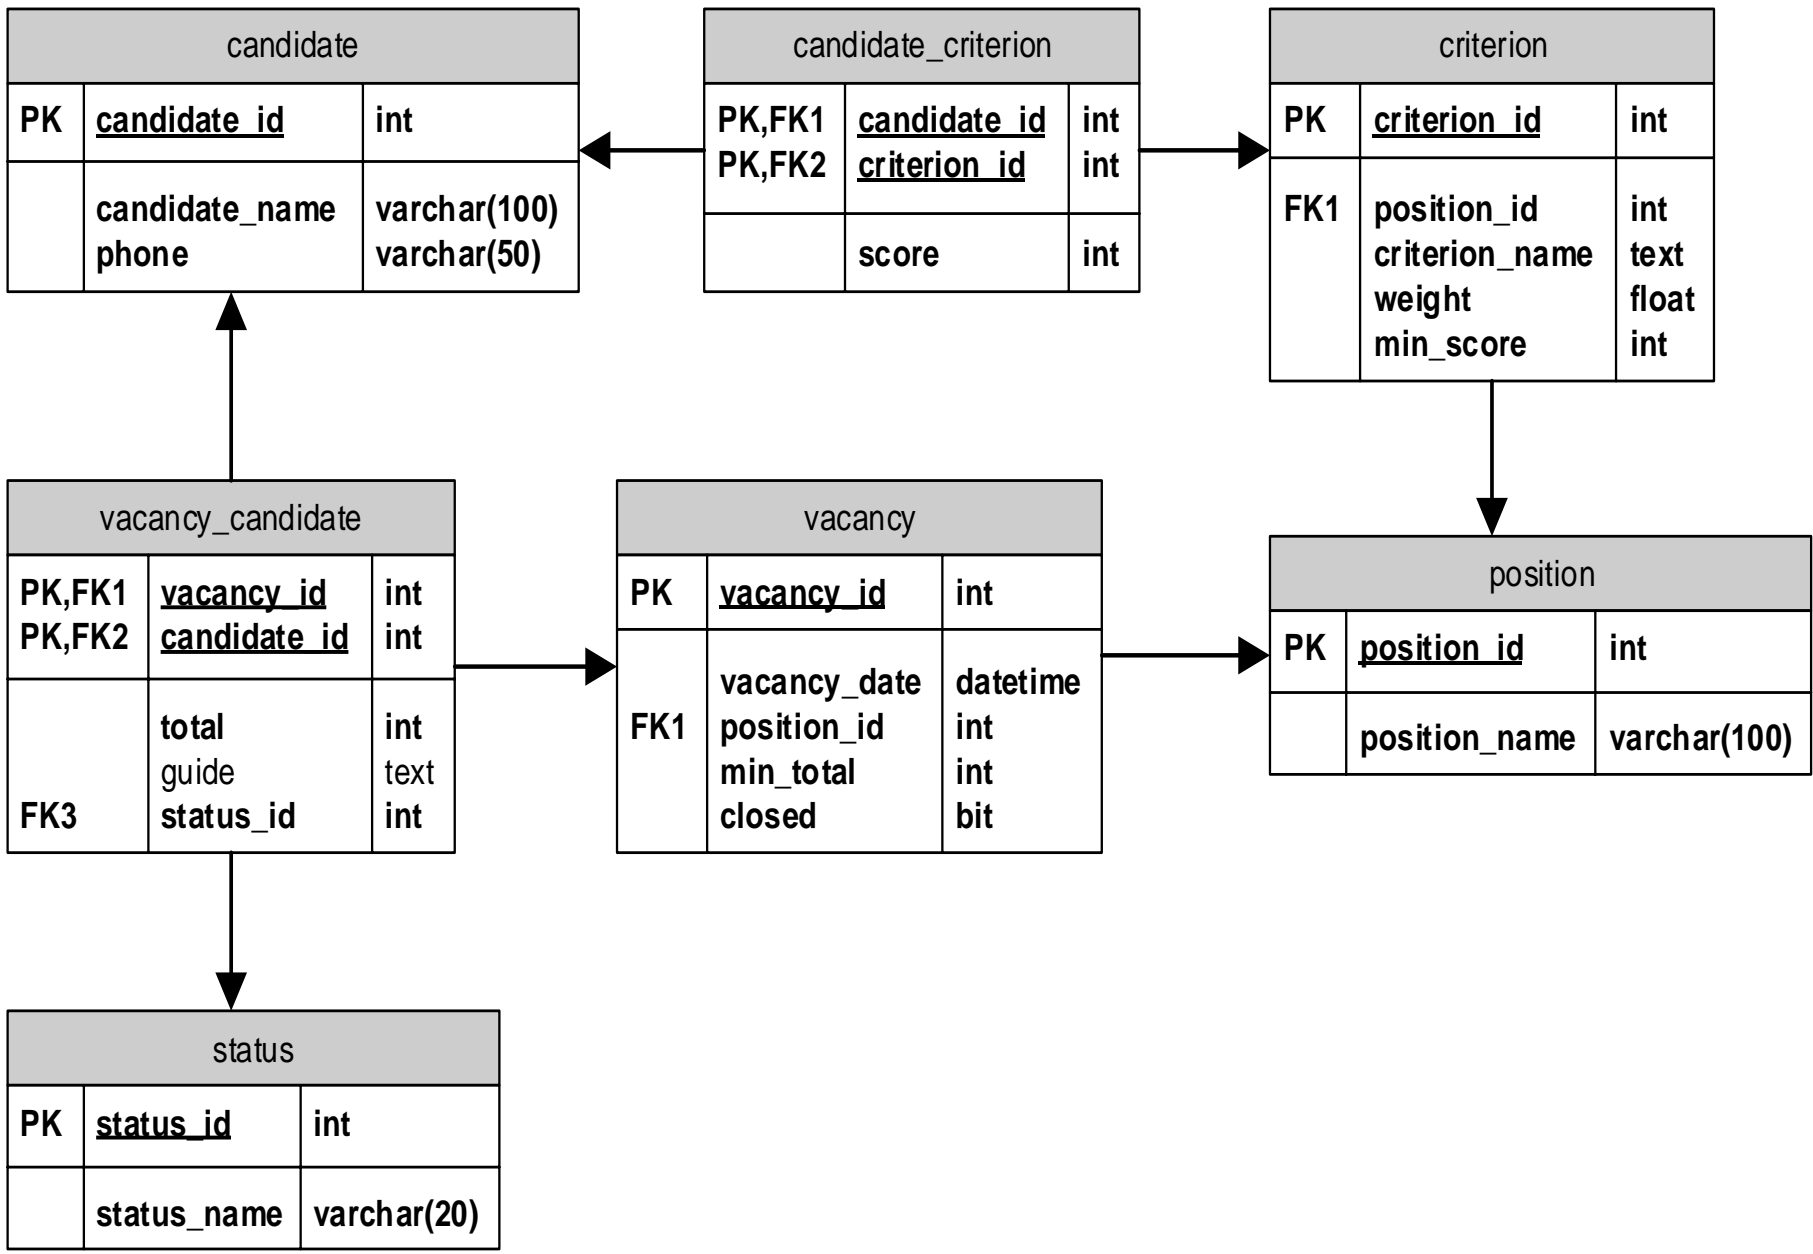 candidate
PK candidate_id int
candidate_name varchar(100)
phone varchar(50)
candidate_criterion
PK,FK1 candidate_id int
PK,FK2 criterion_id int
score int
criterion
PK criterion_id int
FK1 position_id int
criterion_name text
weight float
min_score int
vacancy_candidate
PK,FK1 vacancy_id int
PK,FK2 candidate_id int
total int
guide text
FK3 status_id int
vacancy
PK vacancy_id int
vacancy_date datetime
FK1 position_id int
min_total int
closed bit
position
PK position_id int
position_name varchar(100)
status
PK status_id int
status_name varchar(20)